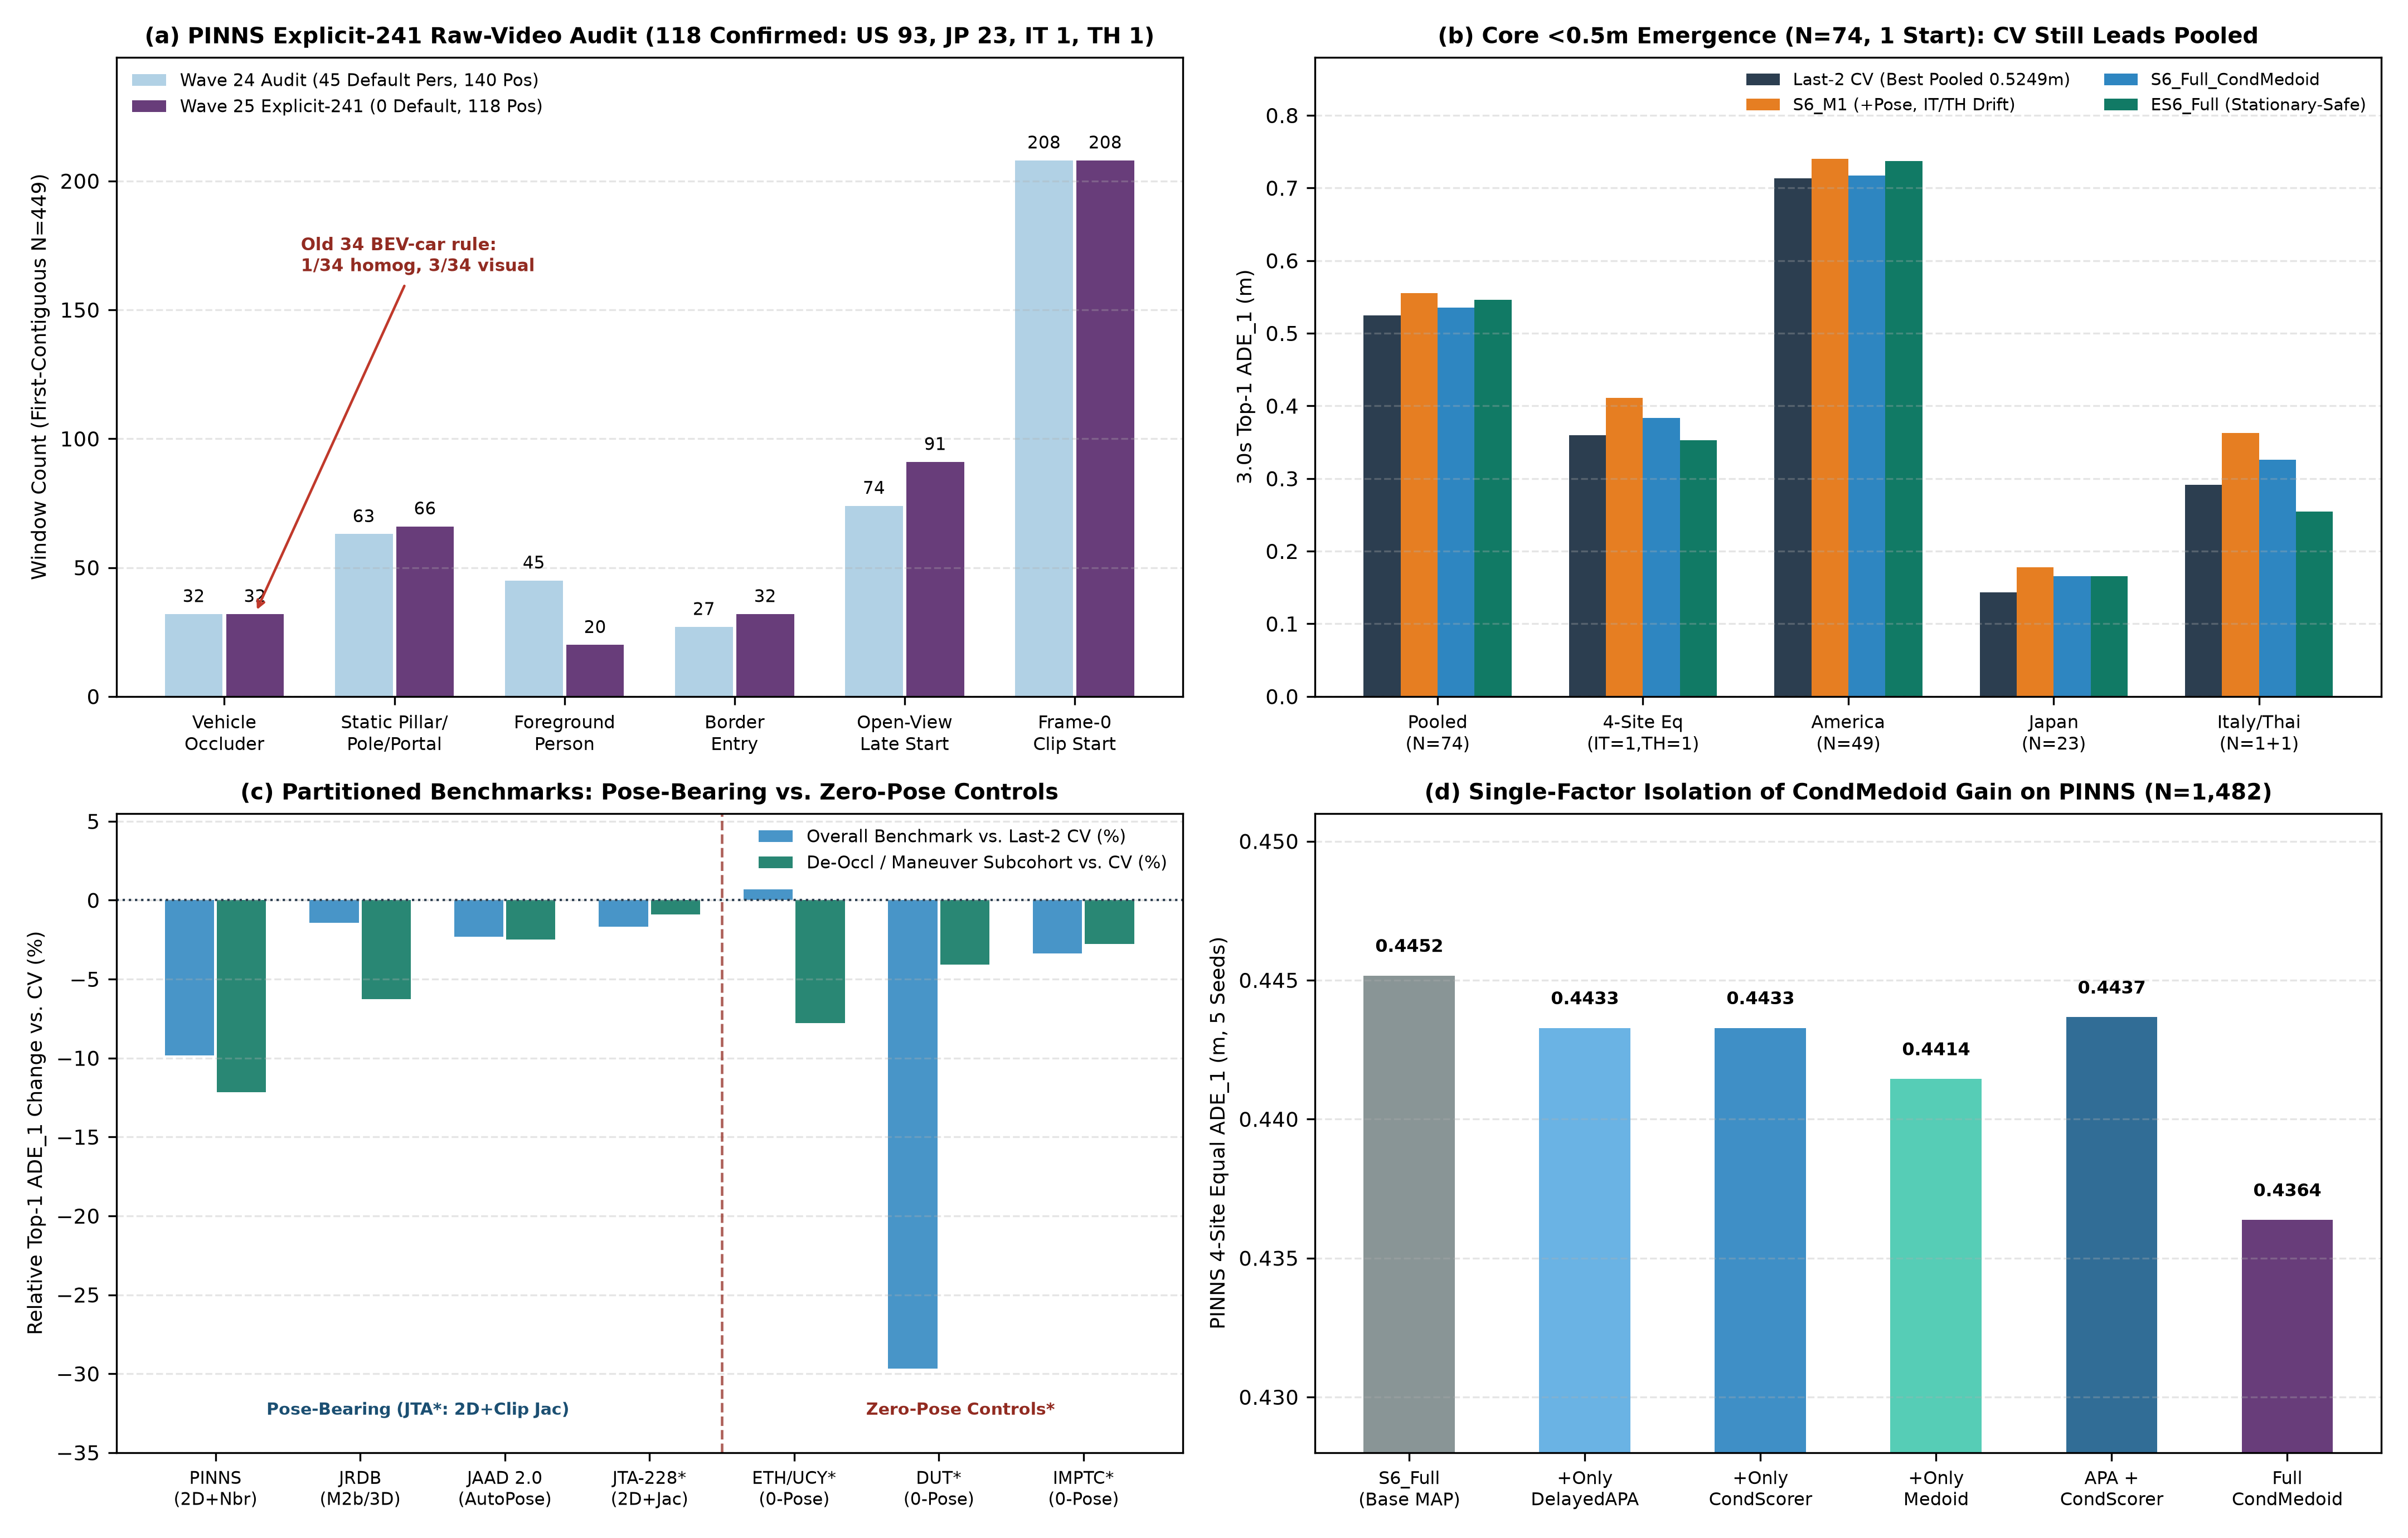 (a) PINNS Explicit-241 Raw-Video Audit (118 Confirmed: US 93, JP 23, IT 1, TH 1)
Wave 24 Audit (45 Default Pers, 140 Pos)
Wave 25 Explicit-241 (0 Default, 118 Pos)
Window Count (First-Contiguous N=449)
200
150
100
50
0
Old 34 BEV-car rule:
1/34 homog, 3/34 visual
32
32
63
66
45
20
27
32
74
91
208
208
Vehicle
Occluder
Static Pillar/
Pole/Portal
Foreground
Person
Border
Entry
Open-View
Late Start
Frame-0
Clip Start
(b) Core <0.5m Emergence (N=74, 1 Start): CV Still Leads Pooled
Last-2 CV (Best Pooled 0.5249m)
S6_M1 (+Pose, IT/TH Drift)
S6_Full_CondMedoid
ES6_Full (Stationary-Safe)
3.0s Top-1 ADE_1 (m)
0.8
0.7
0.6
0.5
0.4
0.3
0.2
0.1
0.0
Pooled
(N=74)
4-Site Eq
(IT=1,TH=1)
America
(N=49)
Japan
(N=23)
Italy/Thai
(N=1+1)
(c) Partitioned Benchmarks: Pose-Bearing vs. Zero-Pose Controls
Overall Benchmark vs. Last-2 CV (%)
De-Occl / Maneuver Subcohort vs. CV (%)
Relative Top-1 ADE_1 Change vs. CV (%)
5
0
−5
−10
−15
−20
−25
−30
−35
Pose-Bearing (JTA*: 2D+Clip Jac)
Zero-Pose Controls*
PINNS
(2D+Nbr)
JRDB
(M2b/3D)
JAAD 2.0
(AutoPose)
JTA-228*
(2D+Jac)
ETH/UCY*
(0-Pose)
DUT*
(0-Pose)
IMPTC*
(0-Pose)
(d) Single-Factor Isolation of CondMedoid Gain on PINNS (N=1,482)
PINNS 4-Site Equal ADE_1 (m, 5 Seeds)
0.450
0.445
0.440
0.435
0.430
0.4452
0.4433
0.4433
0.4414
0.4437
0.4364
S6_Full
(Base MAP)
+Only
DelayedAPA
+Only
CondScorer
+Only
Medoid
APA +
CondScorer
Full
CondMedoid